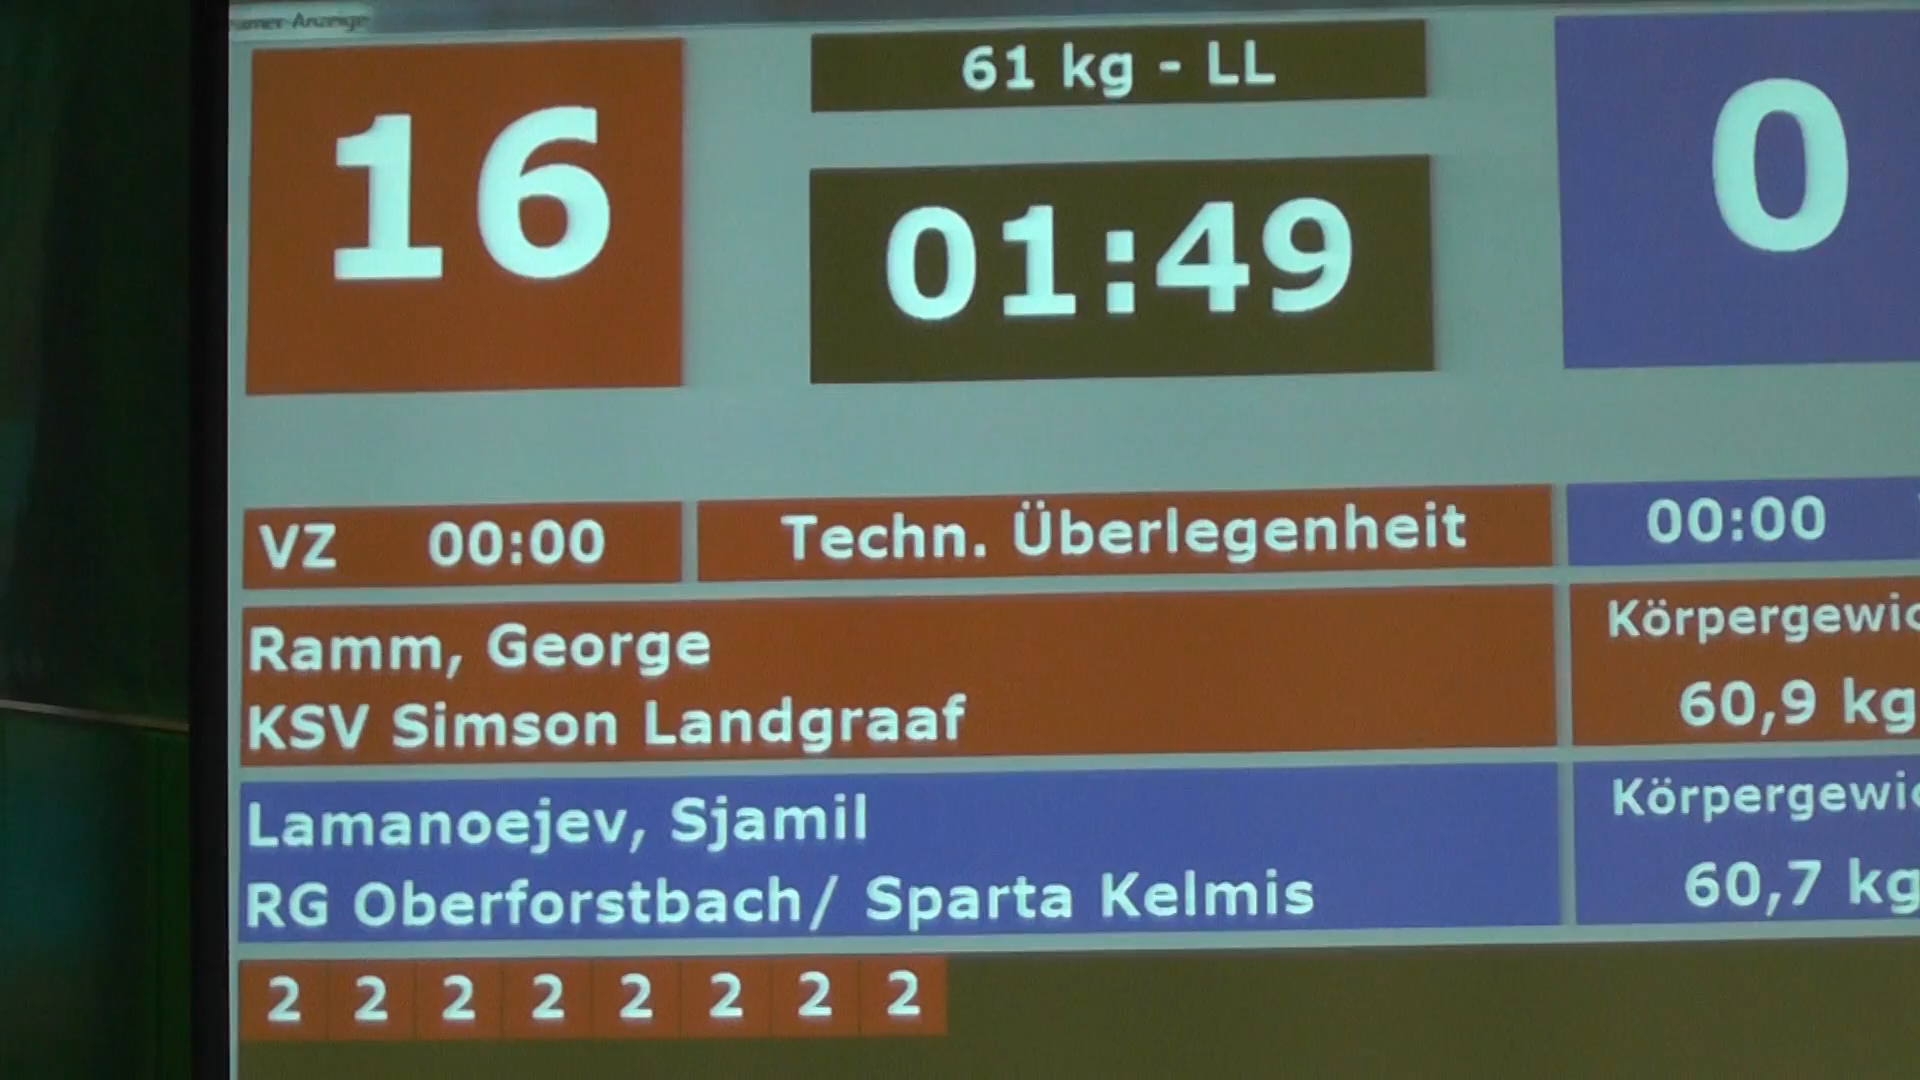 16
61 kg - LL
0
01:49
VZ 00:00
Techn. Überlegenheit
00:00
Ramm, George
KSV Simson Landgraaf
60,9 kg
Lamanoejev, Sjamil
RG Oberforstbach/ Sparta Kelmis
60,7 kg
2 2 2 2 2 2 2 2